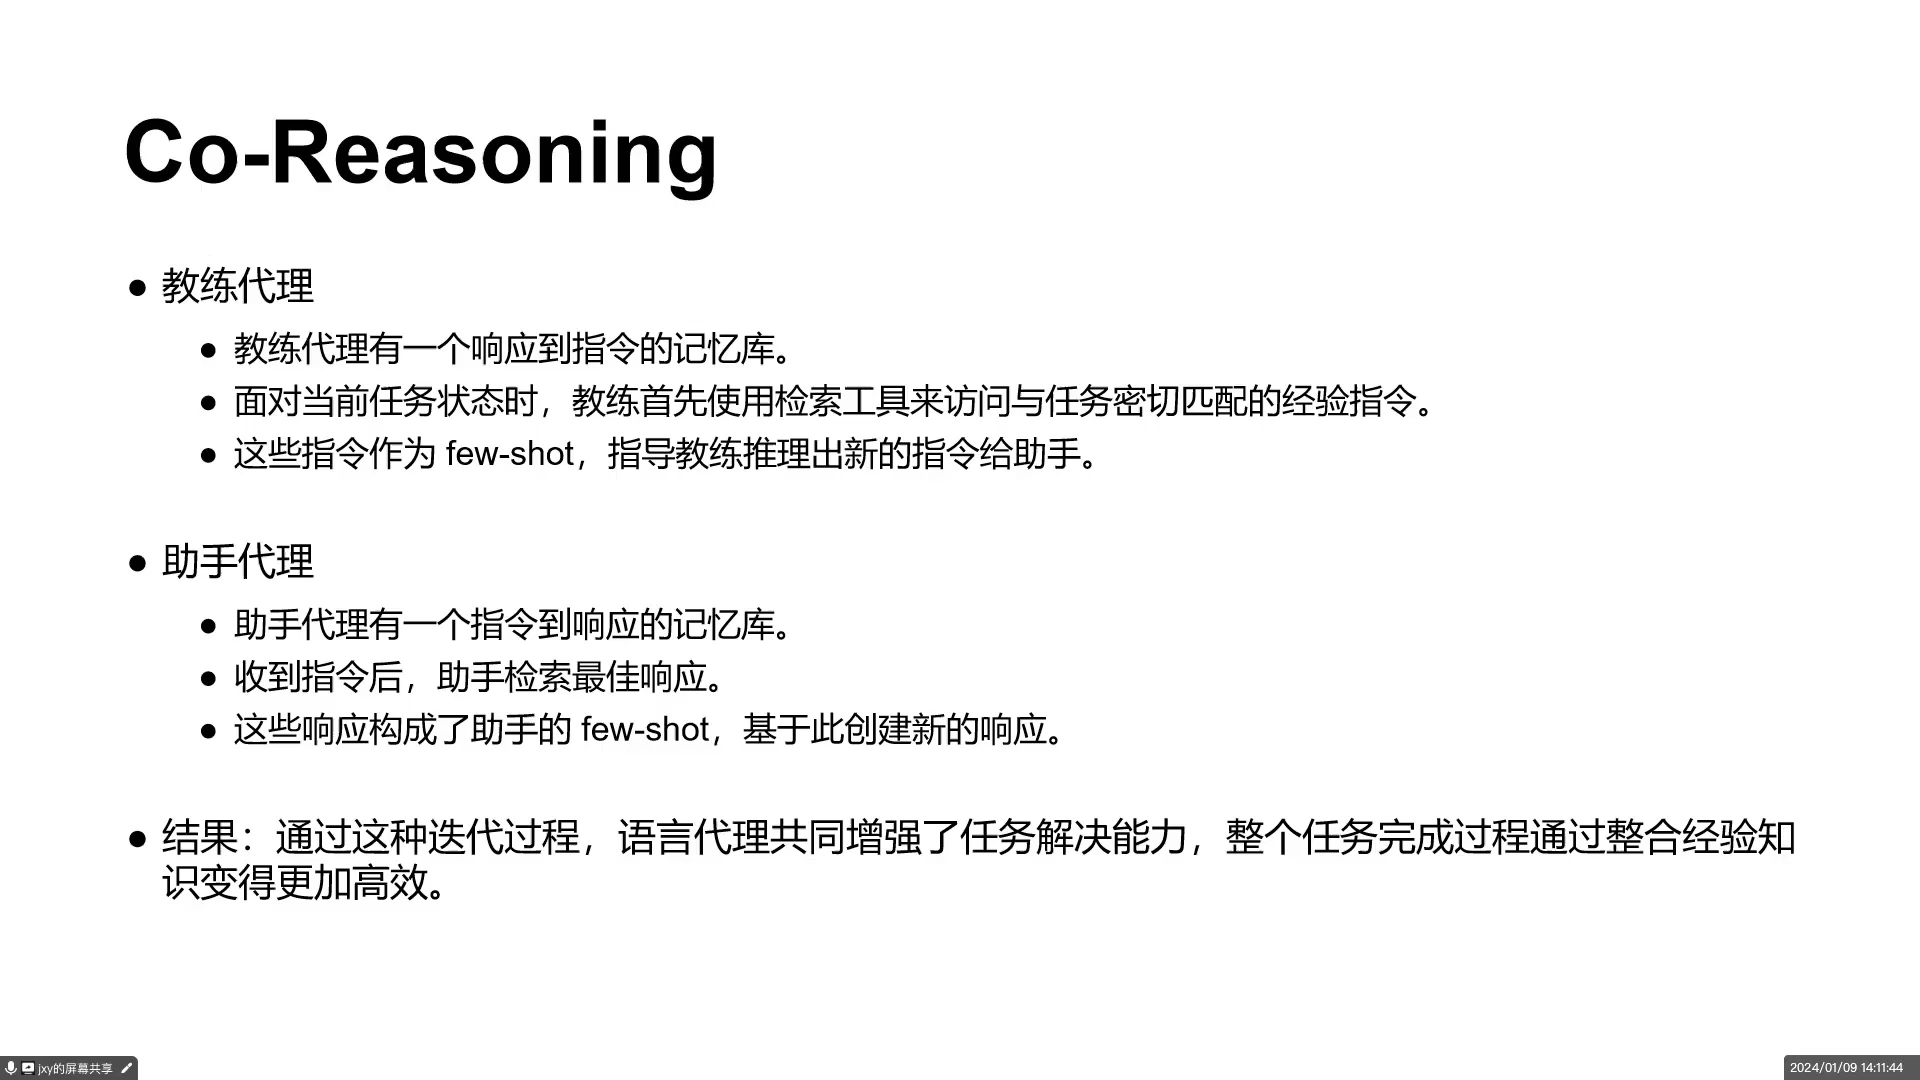 Co-Reasoning
● 教练代理
● 教练代理有一个响应到指令的记忆库。
● 面对当前任务状态时，教练首先使用检索工具来访问与任务密切匹配的经验指令。
● 这些指令作为 few-shot，指导教练推理出新的指令给助手。
● 助手代理
● 助手代理有一个指令到响应的记忆库。
● 收到指令后，助手检索最佳响应。
● 这些响应构成了助手的 few-shot，基于此创建新的响应。
● 结果：通过这种迭代过程，语言代理共同增强了任务解决能力，整个任务完成过程通过整合经验知
识变得更加高效。
jxy的屏幕共享
2024/01/09 14:11:44